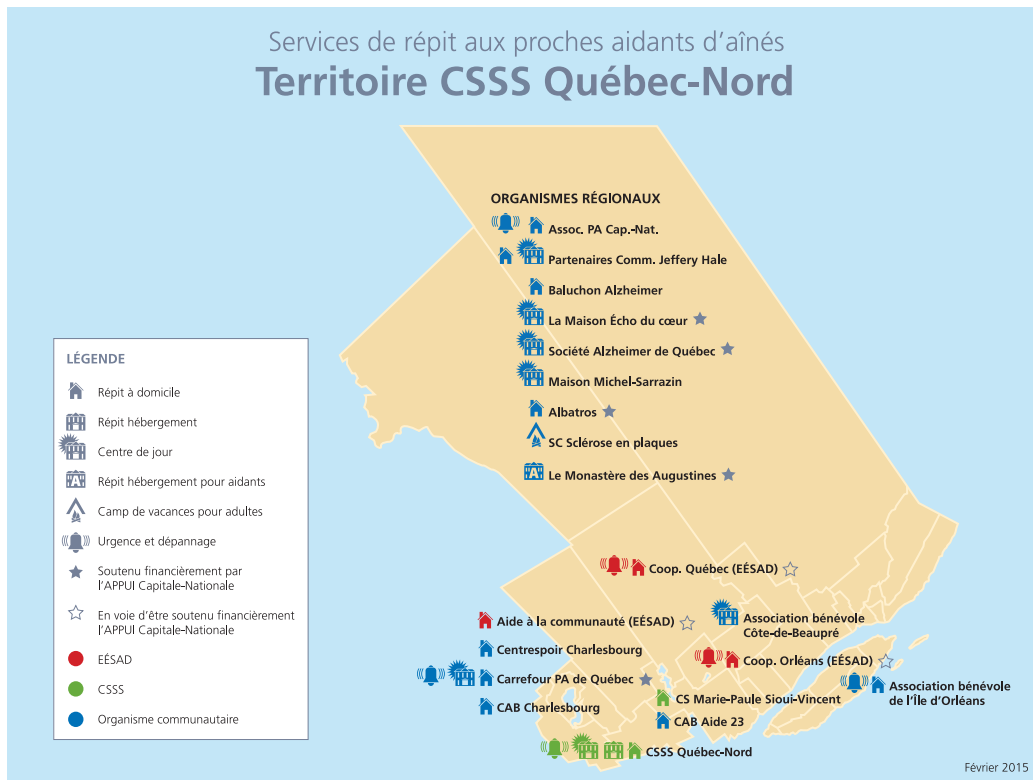 Services de répit aux proches aidants d'aînés
Territoire CSSS Québec-Nord
ORGANISMES RÉGIONAUX
Assoc. PA Cap.-Nat.
Partenaires Comm. Jeffery Hale
Baluchon Alzheimer
La Maison Écho du cœur
Société Alzheimer de Québec
Maison Michel-Sarrazin
Albatros
SC Sclérose en plaques
Le Monastère des Augustines
LÉGENDE
Répit à domicile
Répit hébergement
Centre de jour
A Répit hébergement pour aidants
Camp de vacances pour adultes
Urgence et dépannage
Soutenu financièrement par
l'APPUI Capitale-Nationale
En voie d'être soutenu financièrement
l'APPUI Capitale-Nationale
EÉSAD
CSSS
Organisme communautaire
Coop. Québec (EÉSAD)
Aide à la communauté (EÉSAD)
Association bénévole
Côte-de-Beaupré
Centrespoir Charlesbourg
Coop. Orléans (EÉSAD)
Carrefour PA de Québec
Association bénévole
de l'Île d'Orléans
CS Marie-Paule Sioui-Vincent
CAB Charlesbourg
CAB Aide 23
CSSS Québec-Nord
Février 2015